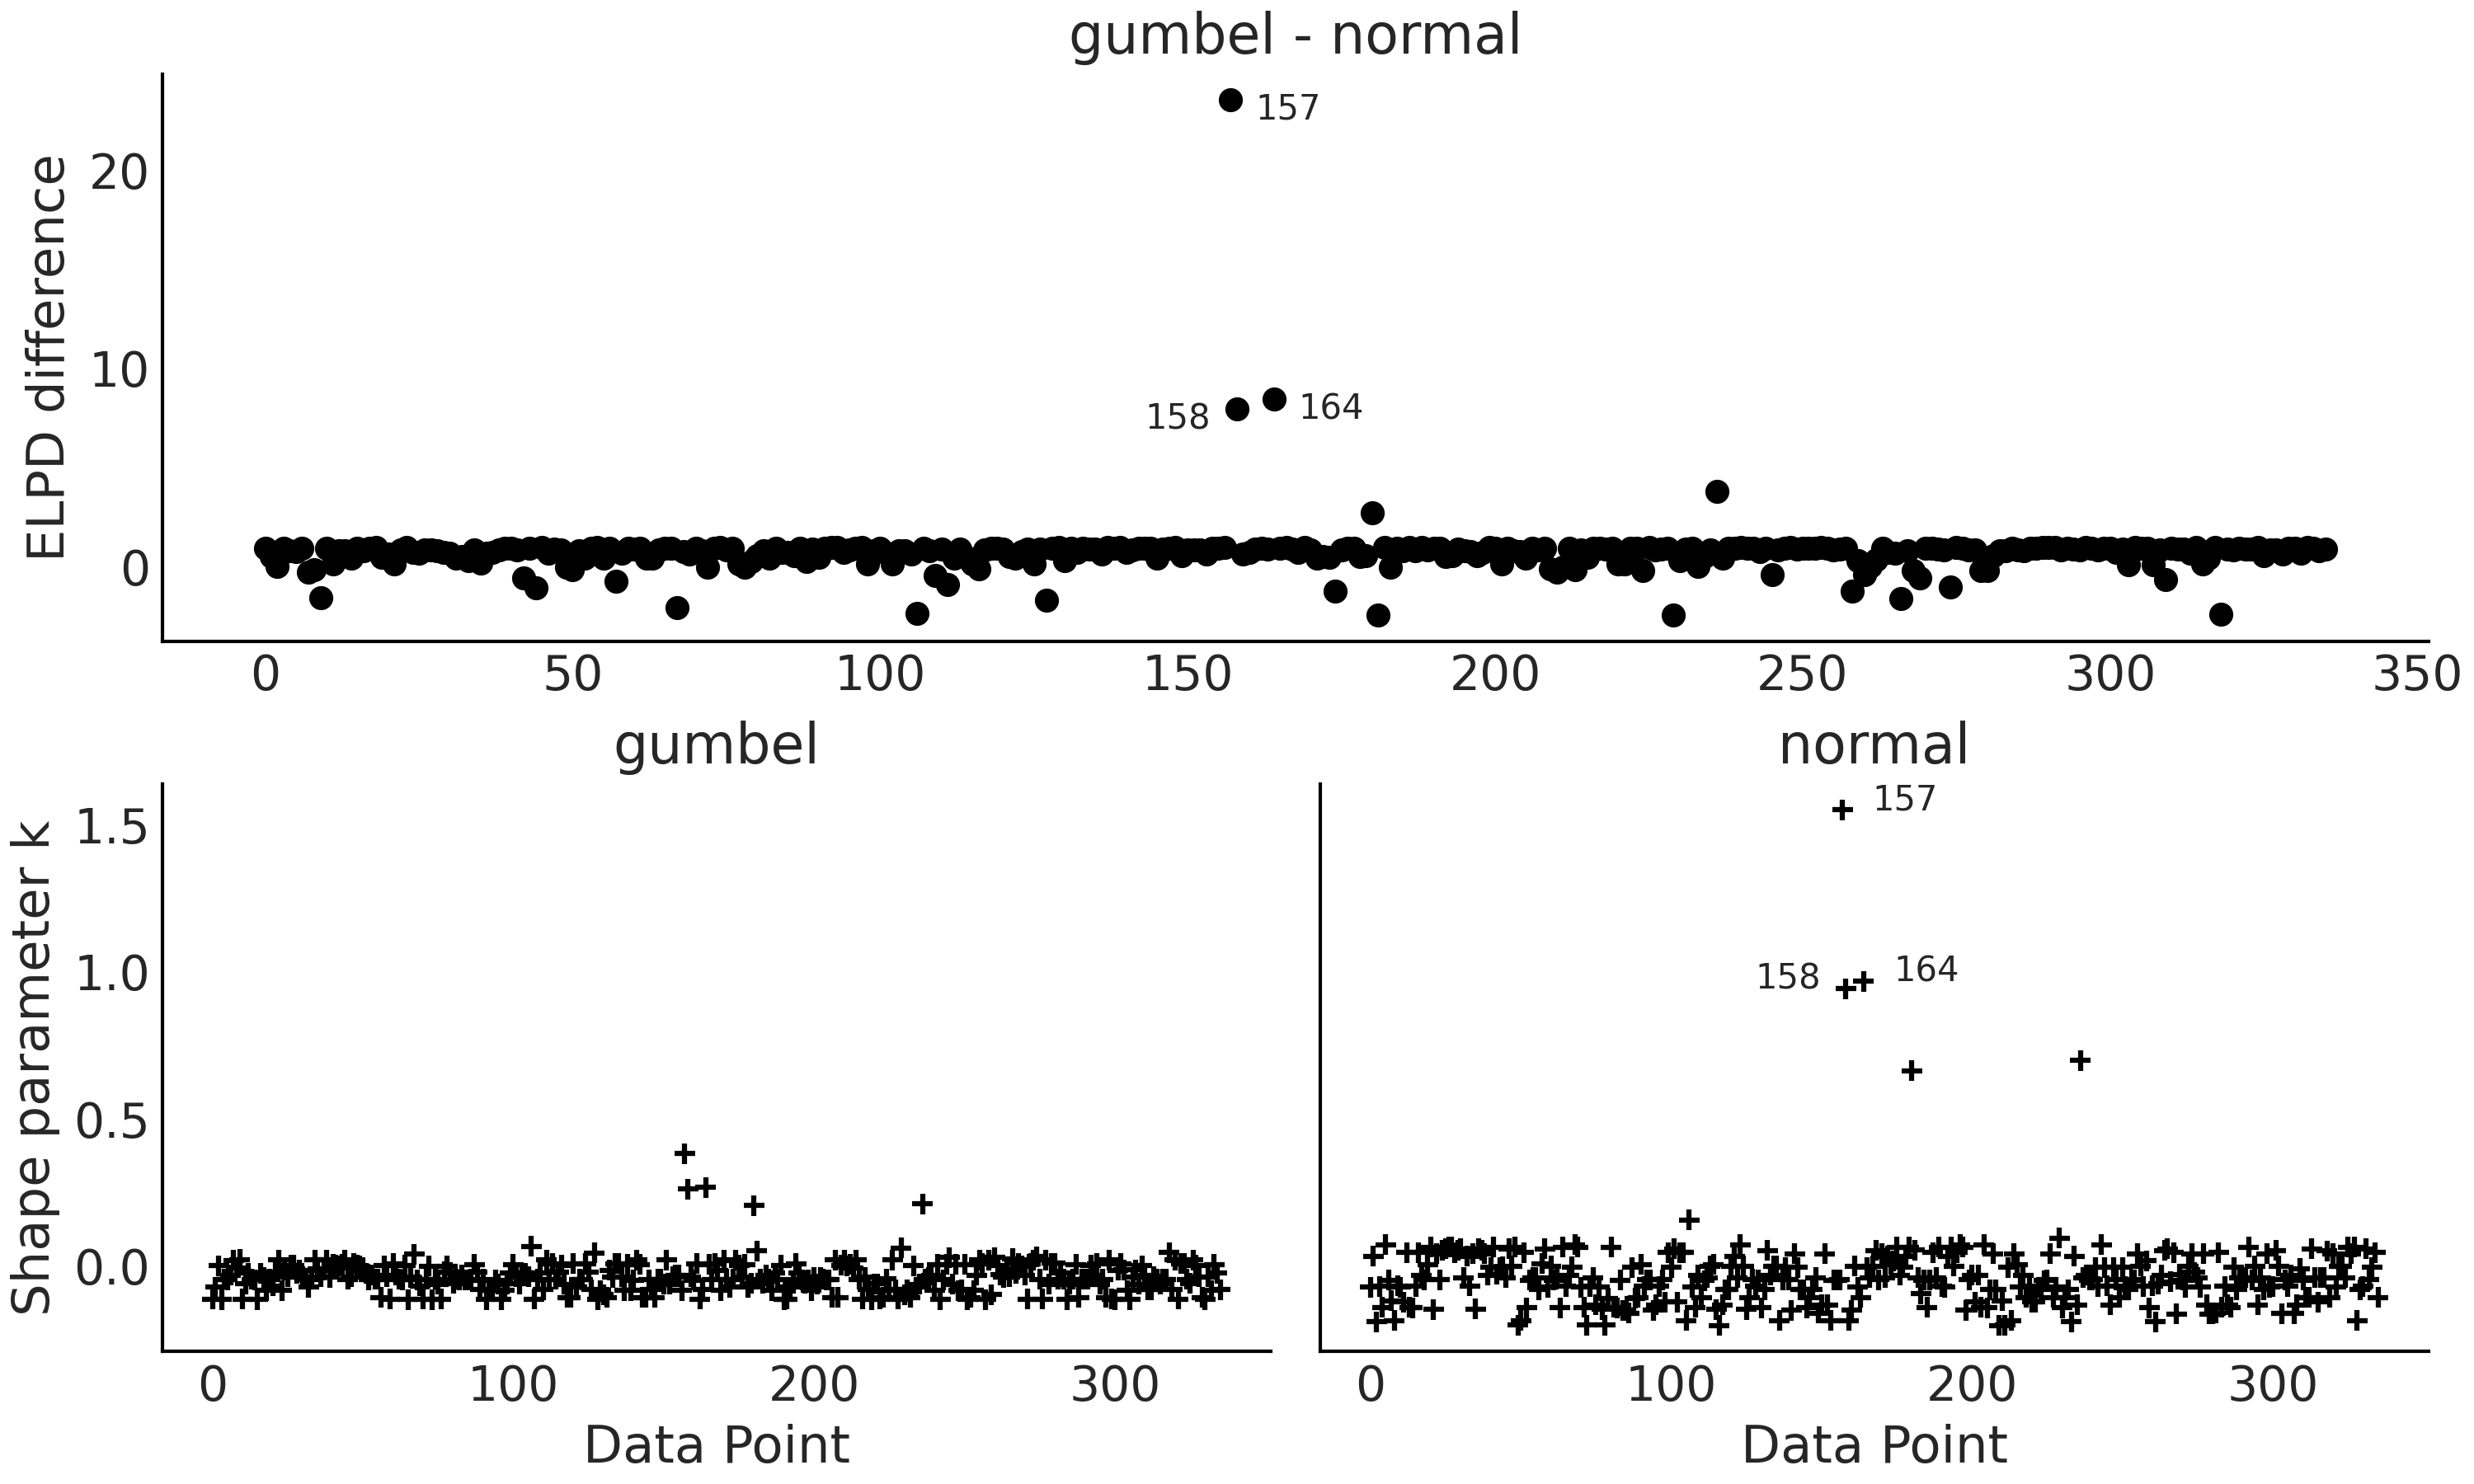 gumbel - normal
ELPD difference
20
10
0
157
158
164
0 50 100 150 200 250 300 350
gumbel
normal
Shape parameter k
1.5
1.0
0.5
0.0
157
158
164
0 100 200 300
0 100 200 300
Data Point
Data Point